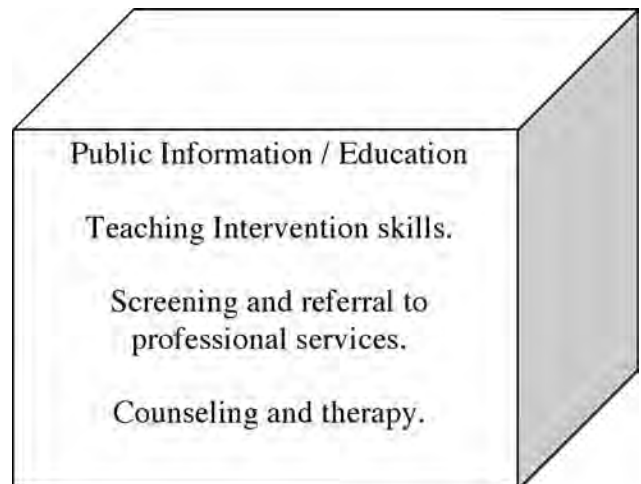 Public Information / Education
Teaching Intervention skills.
Screening and referral to
professional services.
Counseling and therapy.